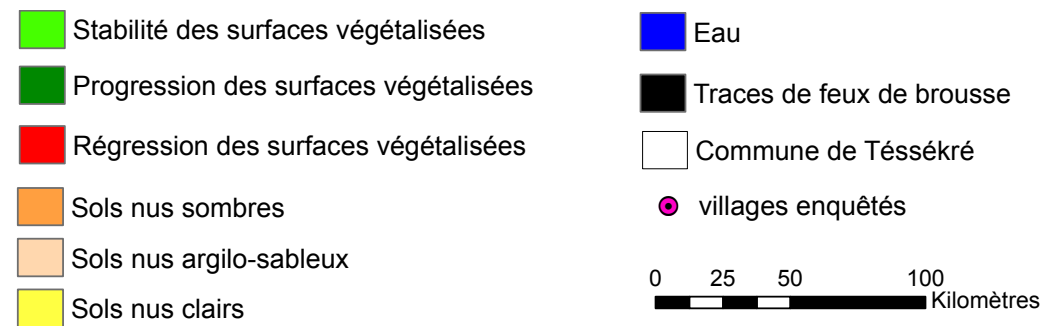 Stabilité des surfaces végétalisées
Progression des surfaces végétalisées
Régression des surfaces végétalisées
Sols nus sombres
Sols nus argilo-sableux
Sols nus clairs
Eau
Traces de feux de brousse
Commune de Téssékré
villages enquêtés
0 25 50 100
Kilomètres